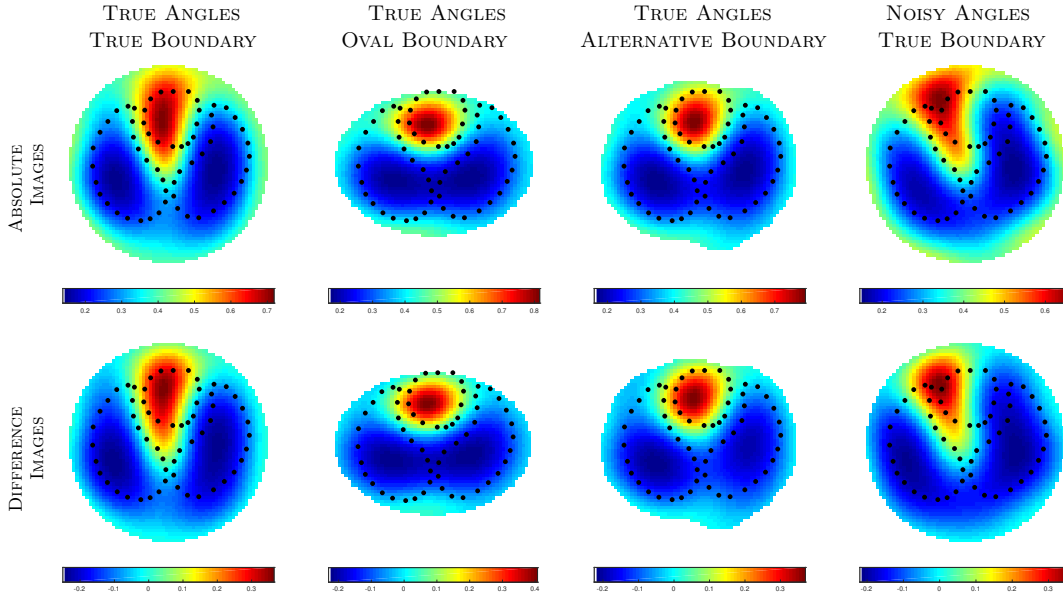 TRUE ANGLES
TRUE BOUNDARY
TRUE ANGLES
OVAL BOUNDARY
TRUE ANGLES
ALTERNATIVE BOUNDARY
NOISY ANGLES
TRUE BOUNDARY
ABSOLUTE
IMAGES
0.2 0.3 0.4 0.5 0.6 0.7
0.2 0.3 0.4 0.5 0.6 0.7 0.8
0.2 0.3 0.4 0.5 0.6 0.7
0.2 0.3 0.4 0.5 0.6
DIFFERENCE
IMAGES
-0.2 -0.1 0 0.1 0.2 0.3
-0.2 -0.1 0 0.1 0.2 0.3 0.4
-0.2 -0.1 0 0.1 0.2 0.3
-0.2 -0.1 0 0.1 0.2 0.3